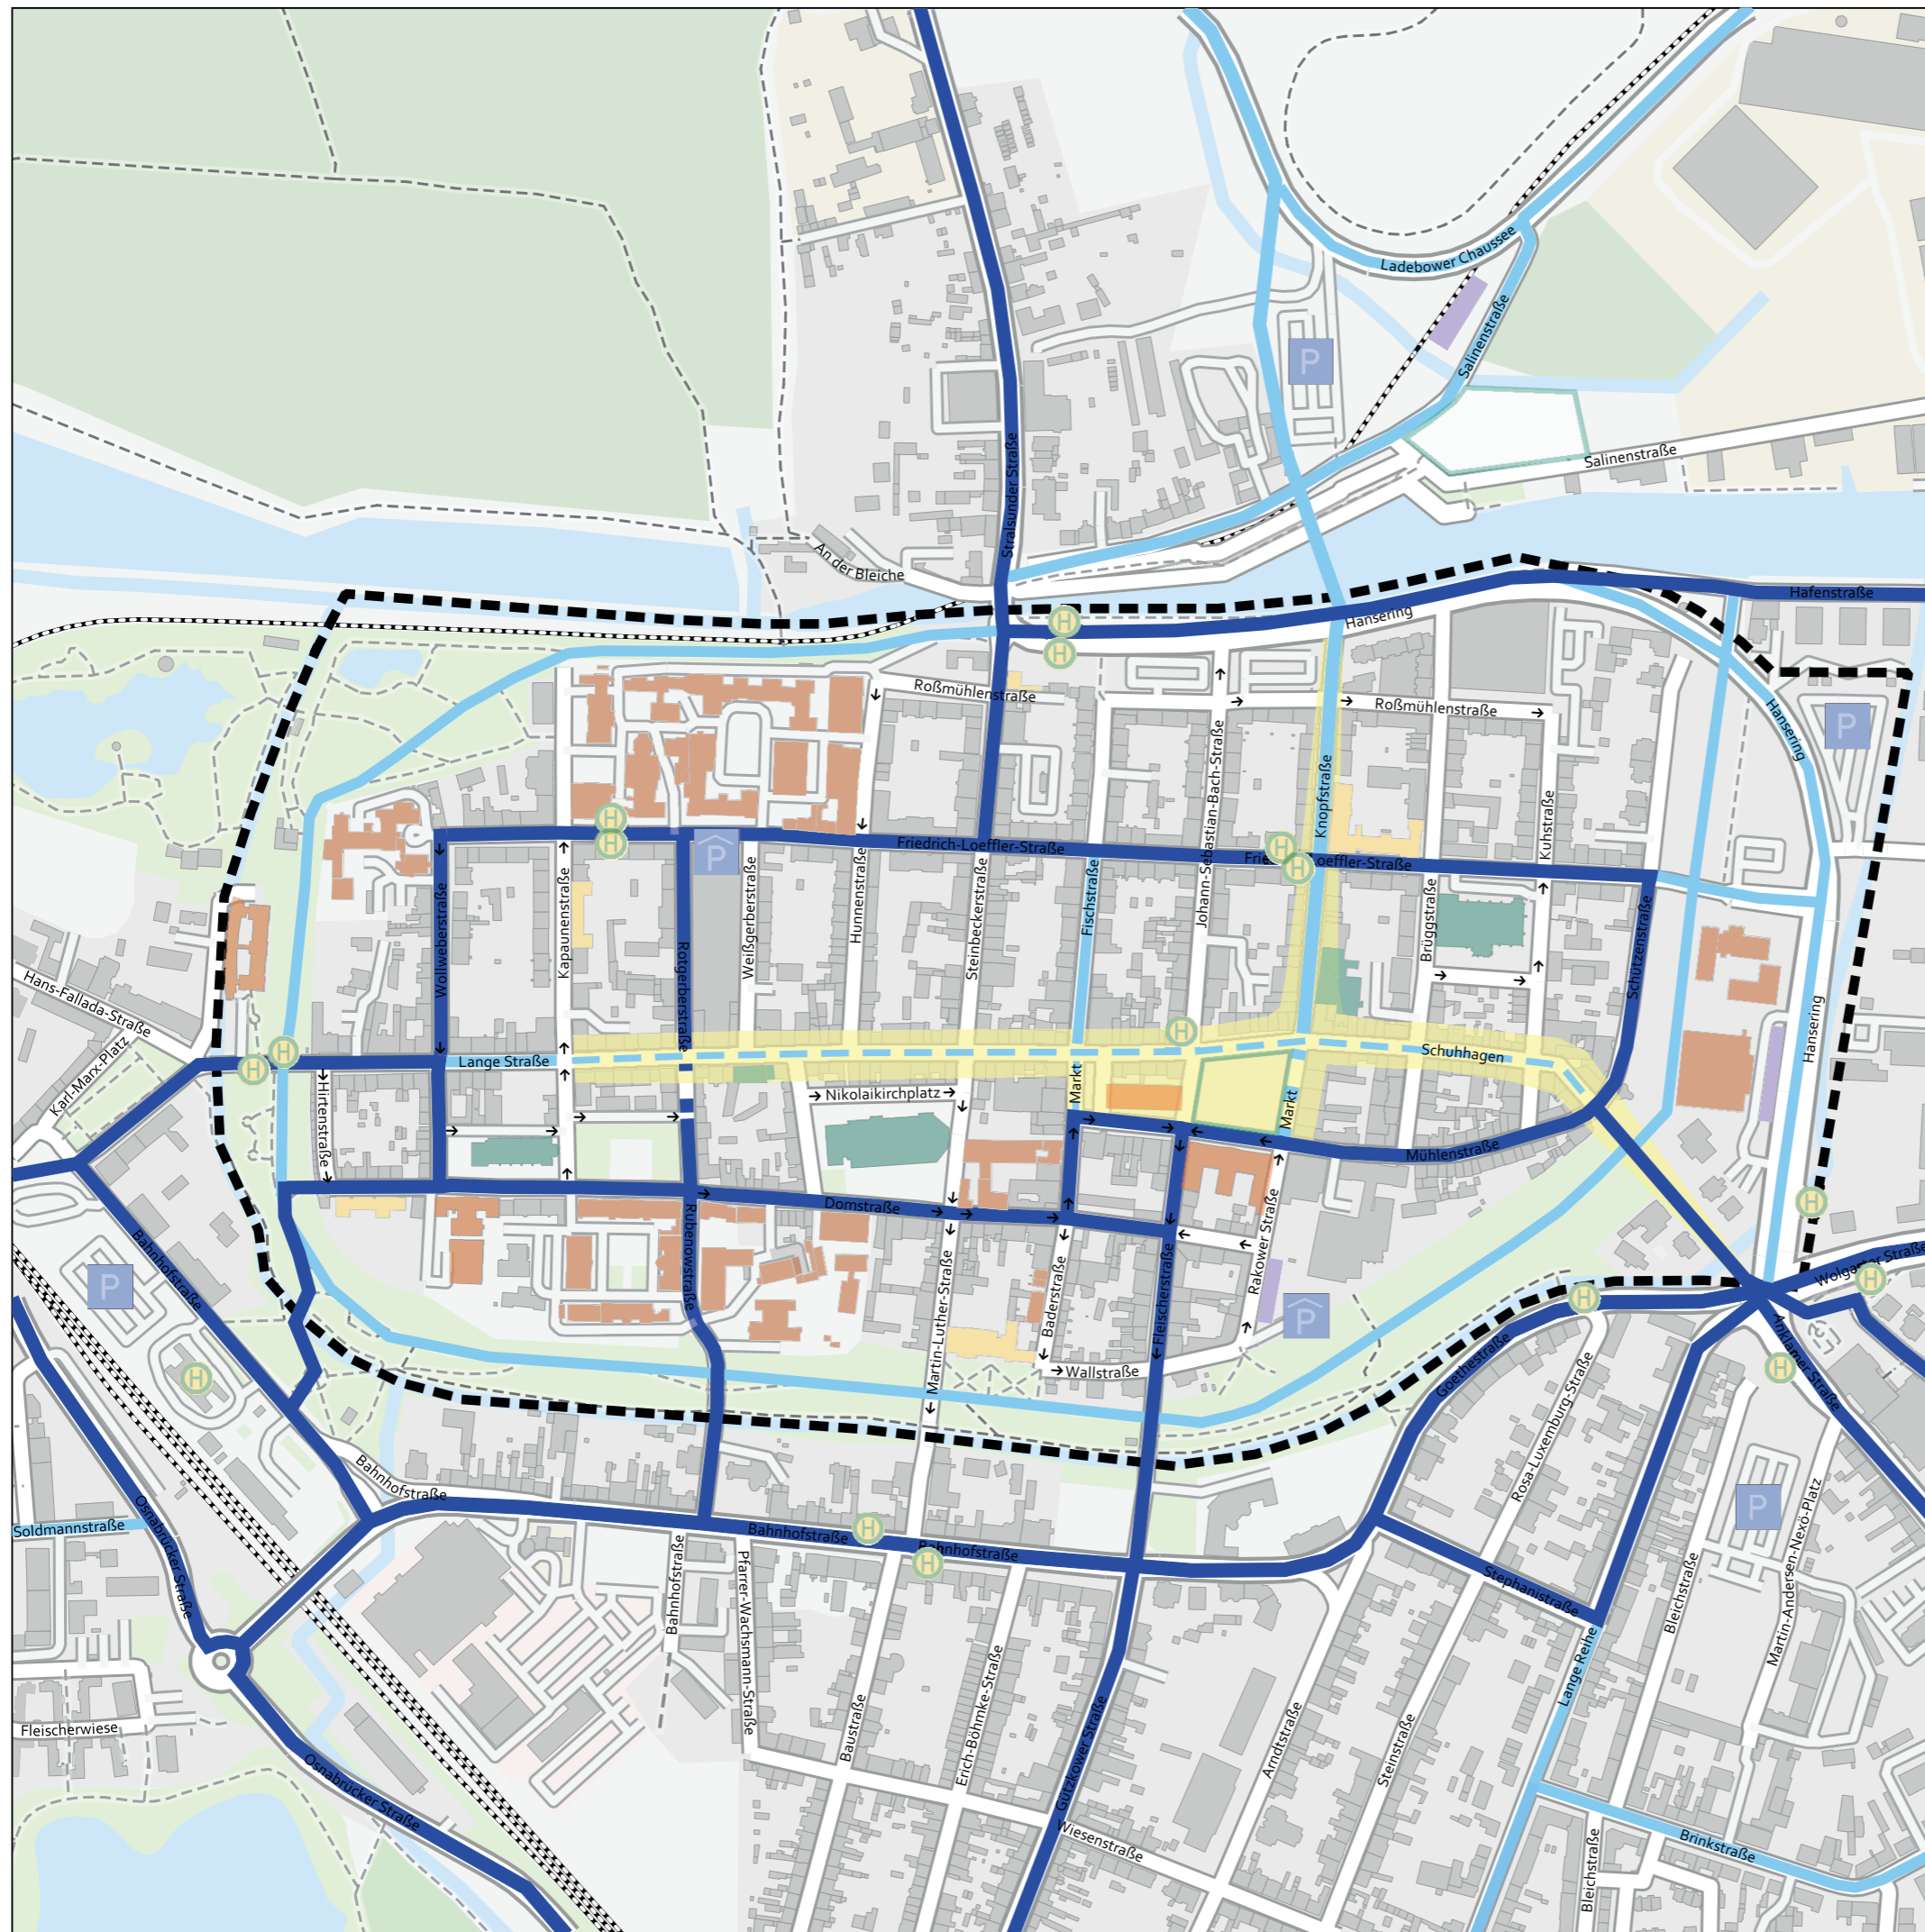 Ladebower Chaussee
Salinenstraße
P
Stralsunder Straße
Salinenstraße
An der Bleiche
Hafenstraße
H
H
Hansering
Roßmühlenstraße
Roßmühlenstraße
Hansering
P
Johann-Sebastian-Bach-Straße
Knopfstraße
Kuhstraße
H
H
P
Friedrich-Loeffler-Straße
H
H
Frie
oeffler-Straße
Wollweberstraße
Kapaunenstraße
Rotgerberstraße
Weißgerberstraße
Hunnenstraße
Steinbeckerstraße
Fischstraße
Brüggstraße
Schützenstraße
Hans-Fallada-Straße
Karl-Marx-Platz
H
H
Lange Straße
H
Schuhhagen
Hansering
Hirtenstraße
Nikolaikirchplatz
Markt
Markt
Mühlenstraße
H
Domstraße
Rubenowstraße
Bahnhofstraße
P
Martin-Luther-Straße
Baderstraße
Fleischerstraße
Rakower Straße
P
H
Wolgaster Straße
H
Wallstraße
H
Goethestraße
Rosa-Luxemburg-Straße
Anklamer Straße
H
Bahnhofstraße
Soldmannstraße
Osnabrücker Straße
Bahnhofstraße
H
Bahnhofstraße
H
Bahnhofstraße
Pfarrer-Wachsmann-Straße
P
Stephanistraße
Bleichstraße
Martin-Andersen-Nexö-Platz
Lange Reihe
Fleischerwiese
Osnabrücker Straße
Baustraße
Erich-Böhmke-Straße
Gützkower Straße
Arndtstraße
Steinstraße
Wiesenstraße
Brinkstraße
Bleichstraße